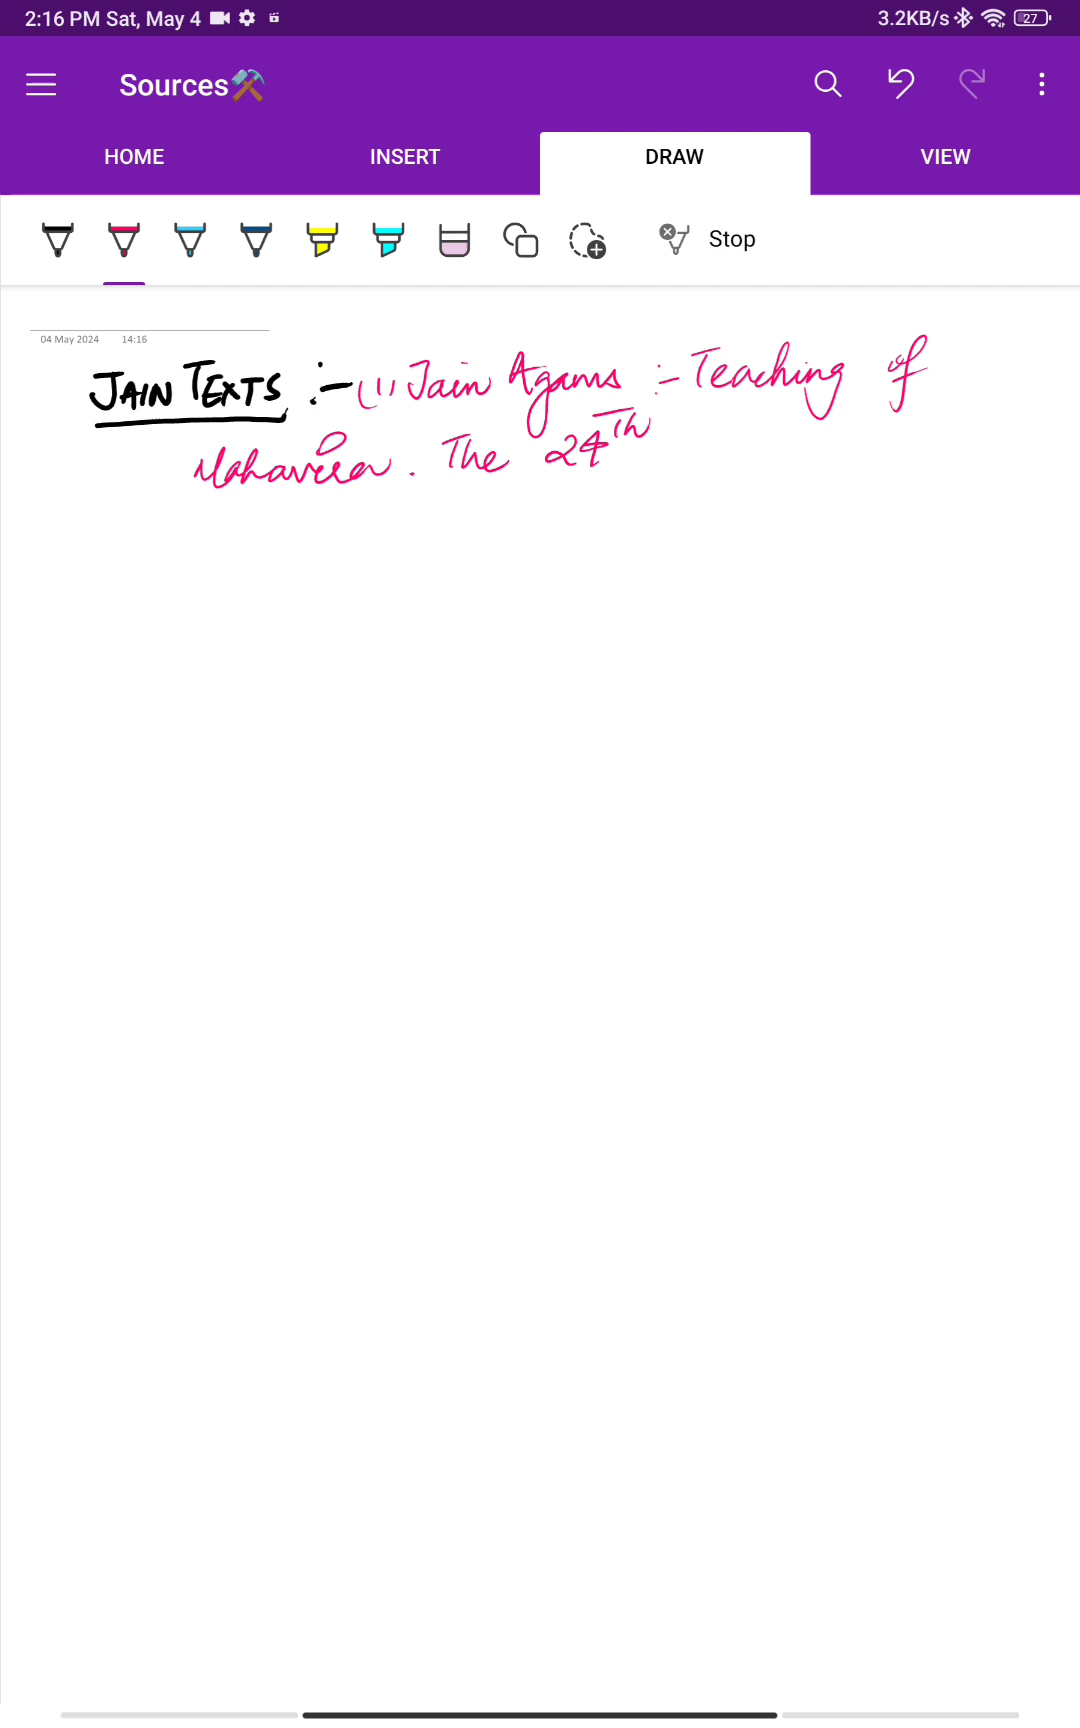 2:16 PM Sat, May 4 3.2KB/s 27
Sources
HOME INSERT DRAW VIEW
Stop
04 May 2024 14:16
JAIN TEXTS :- (1) Jain Agams :- Teaching of
Mahavira. The 24Th